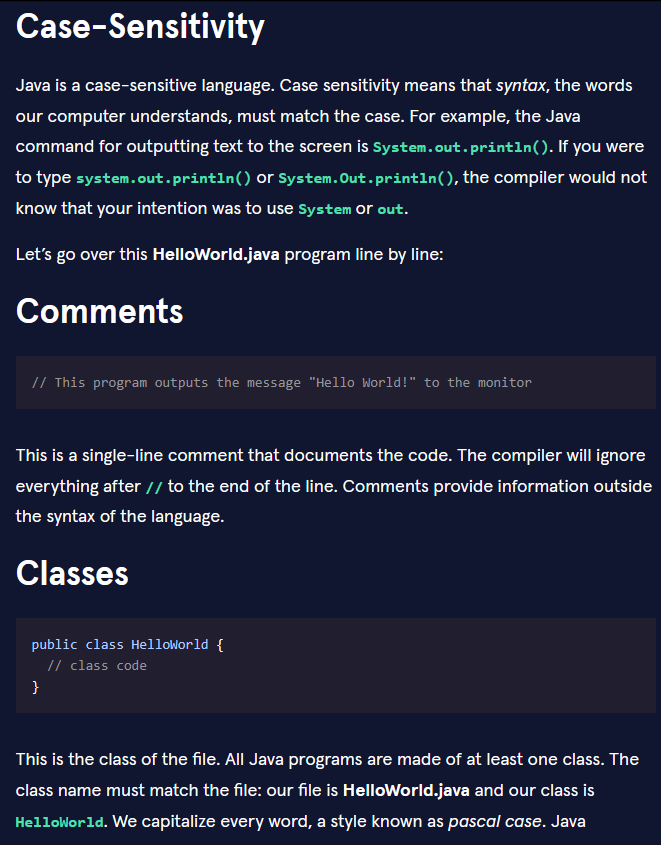 Case-Sensitivity
Java is a case-sensitive language. Case sensitivity means that syntax, the words
our computer understands, must match the case. For example, the Java
command for outputting text to the screen is System.out.println(). If you were
to type system.out.println() or System.Out.println(), the compiler would not
know that your intention was to use System or out.
Let’s go over this HelloWorld.java program line by line:
Comments
// This program outputs the message "Hello World!" to the monitor
This is a single-line comment that documents the code. The compiler will ignore
everything after // to the end of the line. Comments provide information outside
the syntax of the language.
Classes
public class HelloWorld {
  // class code
}
This is the class of the file. All Java programs are made of at least one class. The
class name must match the file: our file is HelloWorld.java and our class is
HelloWorld. We capitalize every word, a style known as pascal case. Java